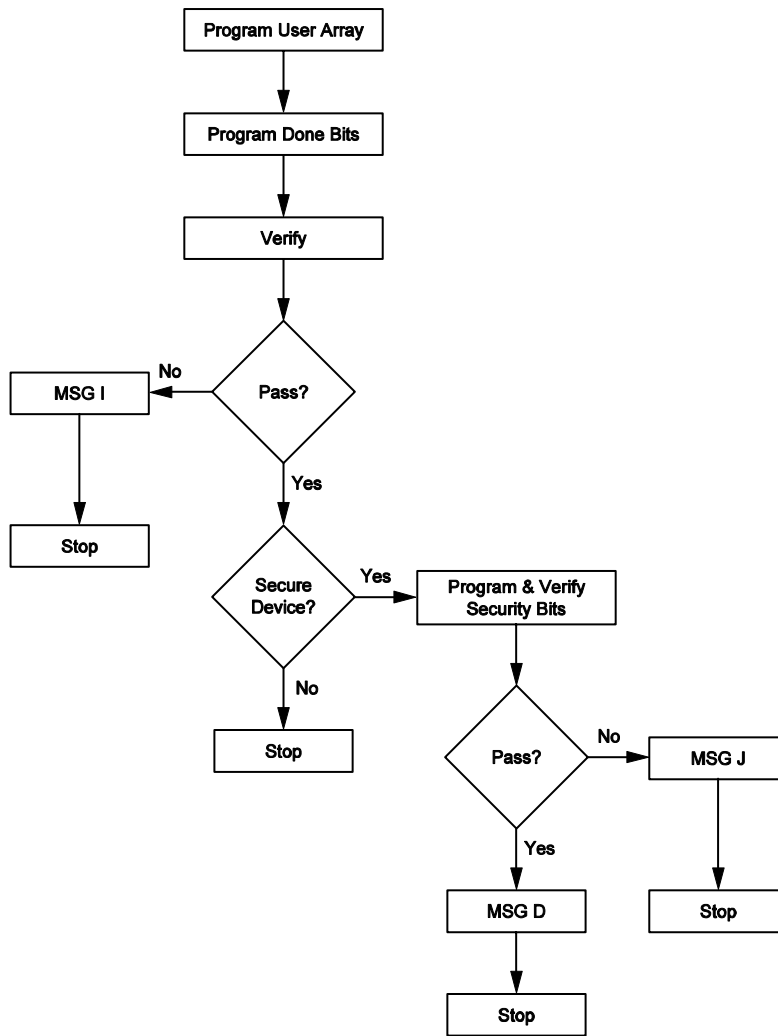 Program User Array
Program Done Bits
Verify
No
MSG I
Pass?
Yes
Stop
Secure
Device?
Yes
Program & Verify
Security Bits
No
Stop
Pass?
No
MSG J
Yes
MSG D
Stop
Stop